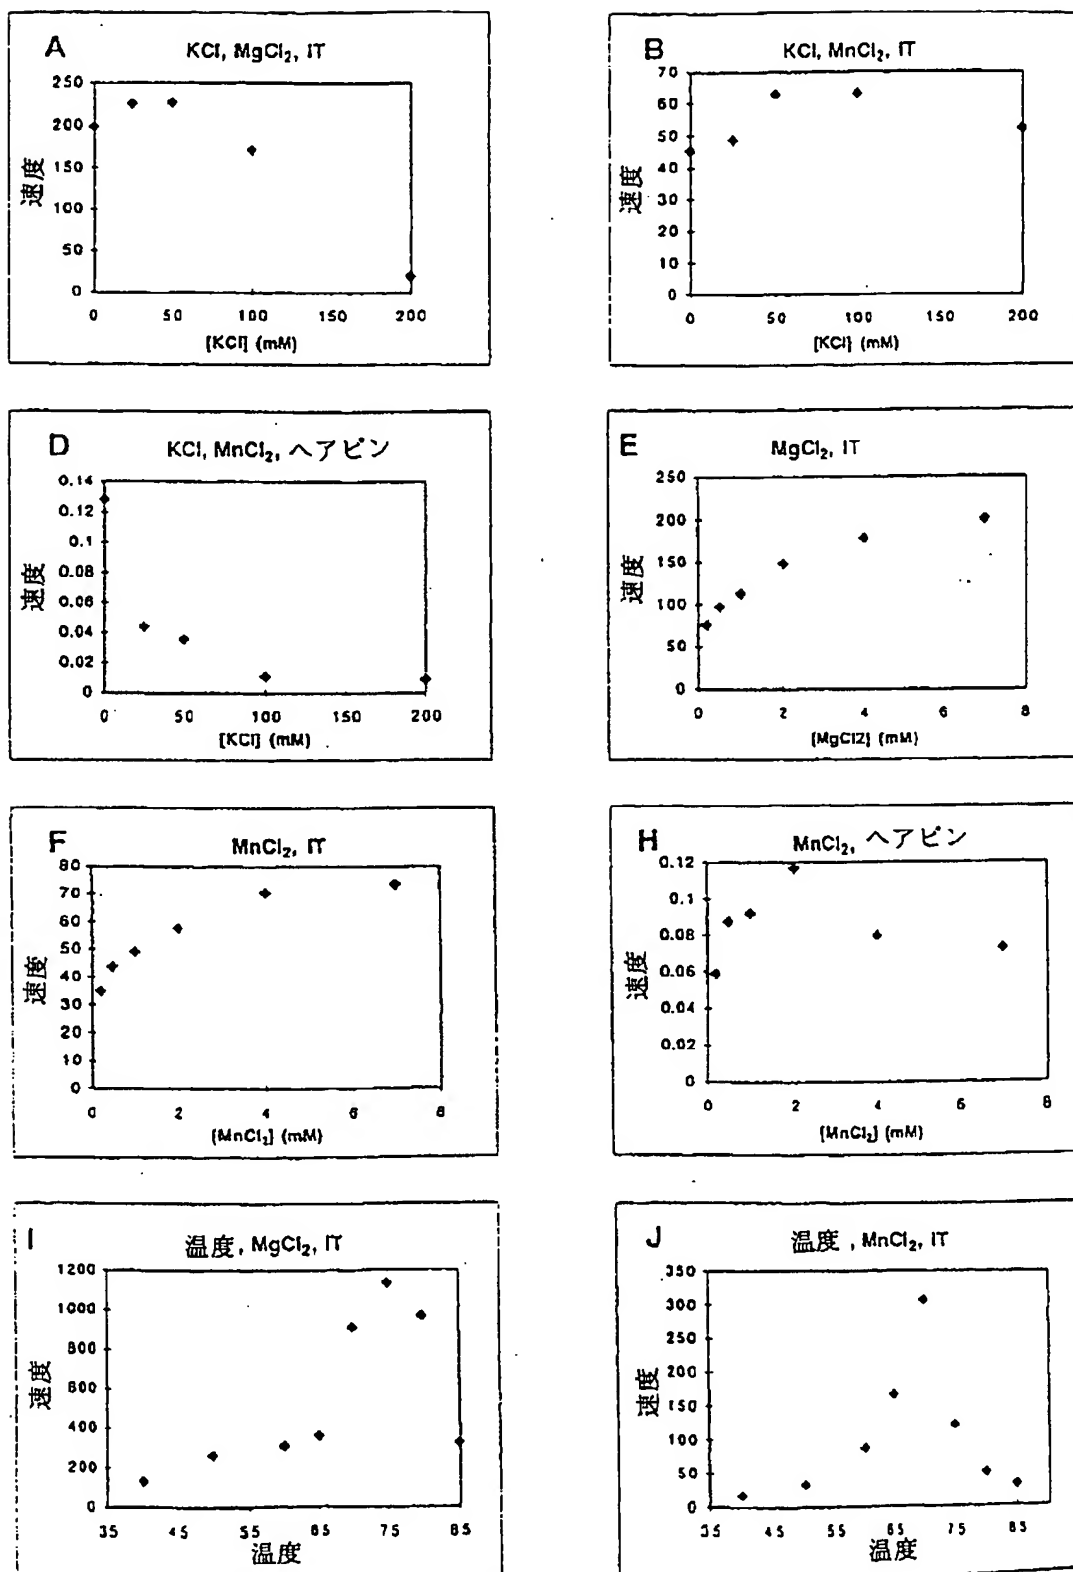 A
KCl, MgCl₂, IT
250
200
150
100
50
0
速度
0 50 100 150 200
[KCl] (mM)
B
KCl, MnCl₂, IT
70
60
50
40
30
20
10
0
速度
0 50 100 150 200
[KCl] (mM)
D
KCl, MnCl₂, ヘアピン
0.14
0.12
0.1
0.08
0.06
0.04
0.02
0
速度
0 50 100 150 200
[KCl] (mM)
E
MgCl₂, IT
250
200
150
100
50
0
速度
0 2 4 6 8
[MgCl2] (mM)
F
MnCl₂, IT
80
70
60
50
40
30
20
10
0
速度
0 2 4 6 8
[MnCl₂] (mM)
H
MnCl₂, ヘアピン
0.12
0.1
0.08
0.06
0.04
0.02
0
速度
0 2 4 6 8
[MnCl₂] (mM)
I
温度, MgCl₂, IT
1200
1000
800
600
400
200
0
速度
35 45 55 65 75 85
温度
J
温度, MnCl₂, IT
350
300
250
200
150
100
50
0
速度
35 45 55 65 75 85
温度